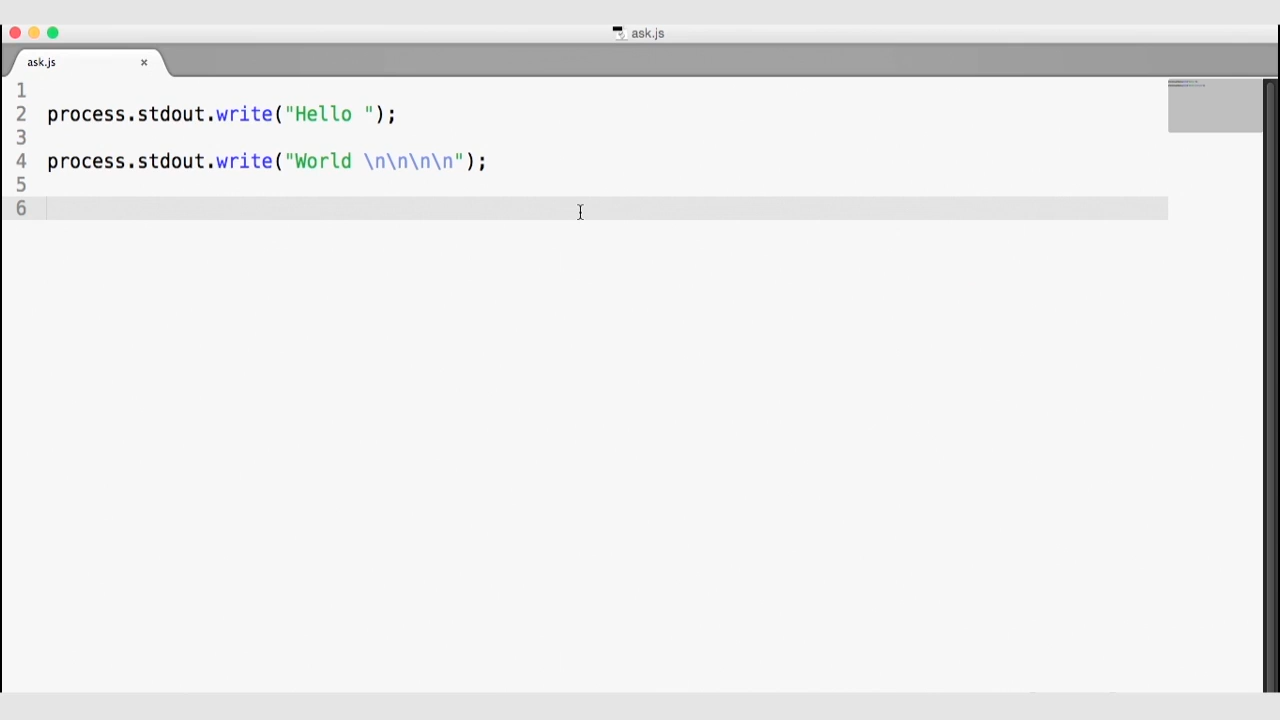 ask.js
ask.js ×
1
2 process.stdout.write("Hello ");
3
4 process.stdout.write("World \n\n\n\n");
5
6